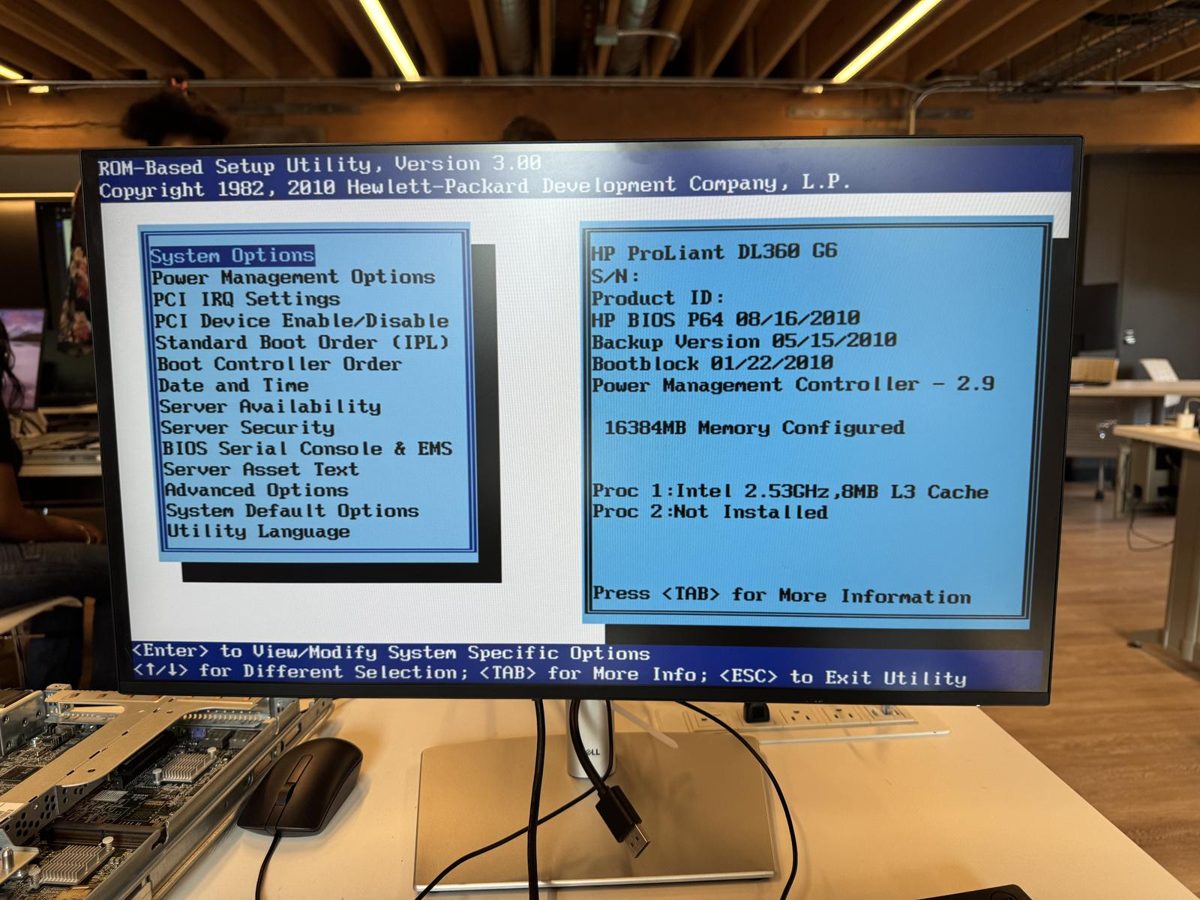 ROM-Based Setup Utility, Version 3.00
Copyright 1982, 2010 Hewlett-Packard Development Company, L.P.
System Options
Power Management Options
PCI IRQ Settings
PCI Device Enable/Disable
Standard Boot Order (IPL)
Boot Controller Order
Date and Time
Server Availability
Server Security
BIOS Serial Console & EMS
Server Asset Text
Advanced Options
System Default Options
Utility Language
HP ProLiant DL360 G6
S/N:
Product ID:
HP BIOS P64 08/16/2010
Backup Version 05/15/2010
Bootblock 01/22/2010
Power Management Controller - 2.9
16384MB Memory Configured
Proc 1:Intel 2.53GHz,8MB L3 Cache
Proc 2:Not Installed
Press <TAB> for More Information
<Enter> to View/Modify System Specific Options
<↑/↓> for Different Selection; <TAB> for More Info; <ESC> to Exit Utility
DELL